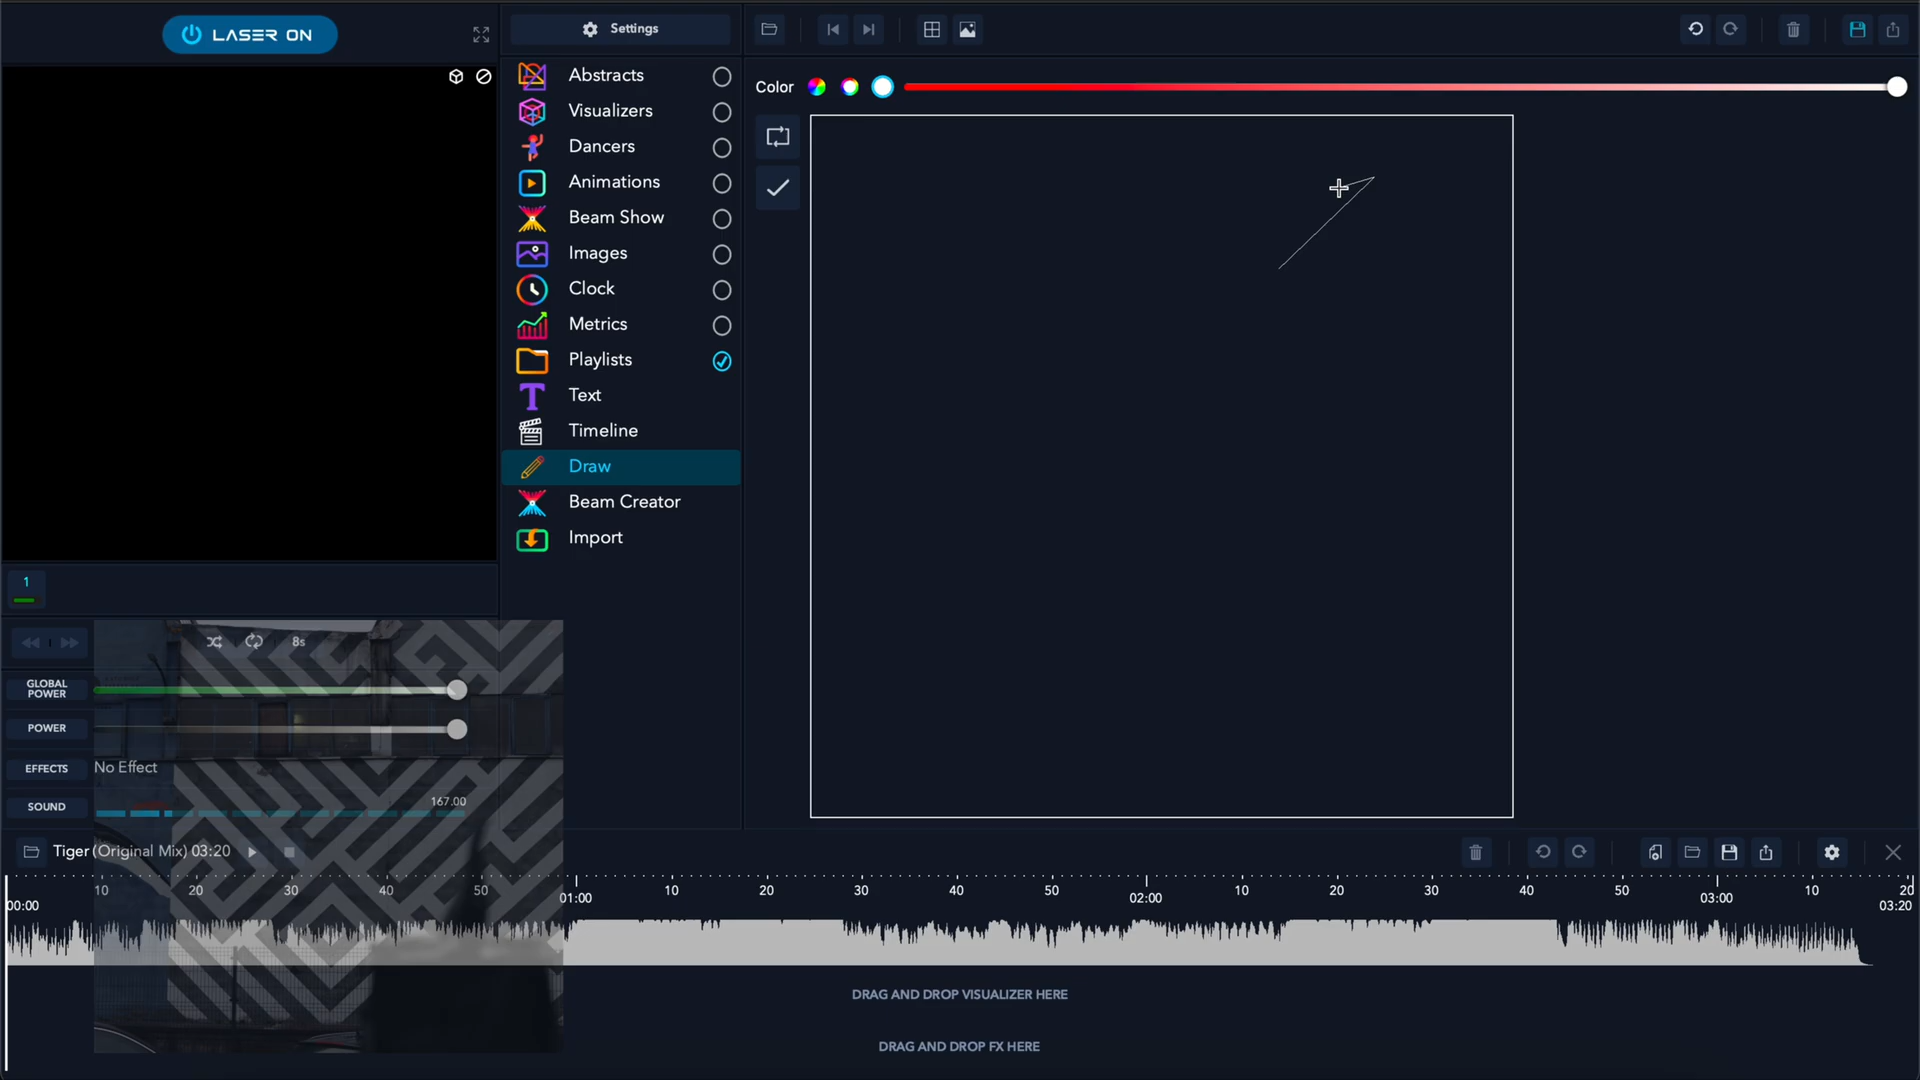 LASER ON
Settings
Abstracts
Visualizers
Dancers
Animations
Beam Show
Images
Clock
Metrics
Playlists
Text
Timeline
Draw
Beam Creator
Import
Color
1
8s
GLOBAL
POWER
POWER
EFFECTS
No Effect
SOUND
167.00
Tiger (Original Mix) 03:20
10 20 30 40 50 10 20 30 40 50 10 20 30 40 50 10 20
00:00 01:00 02:00 03:00 03:20
DRAG AND DROP VISUALIZER HERE
DRAG AND DROP FX HERE